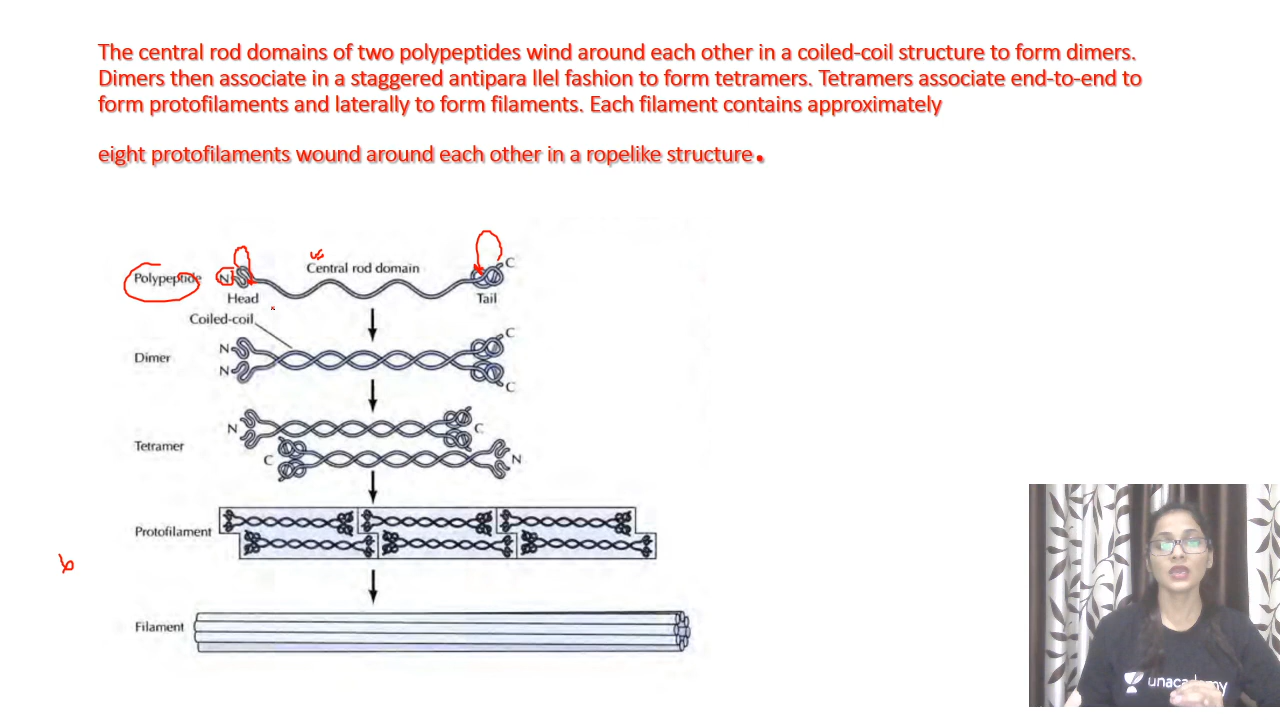 The central rod domains of two polypeptides wind around each other in a coiled-coil structure to form dimers.
Dimers then associate in a staggered antipara llel fashion to form tetramers. Tetramers associate end-to-end to
form protofilaments and laterally to form filaments. Each filament contains approximately
eight protofilaments wound around each other in a ropelike structure.
Central rod domain
C
Polypeptide
N
Head
Tail
Coiled-coil
C
N
Dimer
N
C
N
C
Tetramer
C
N
Protofilament
Filament
unacademy